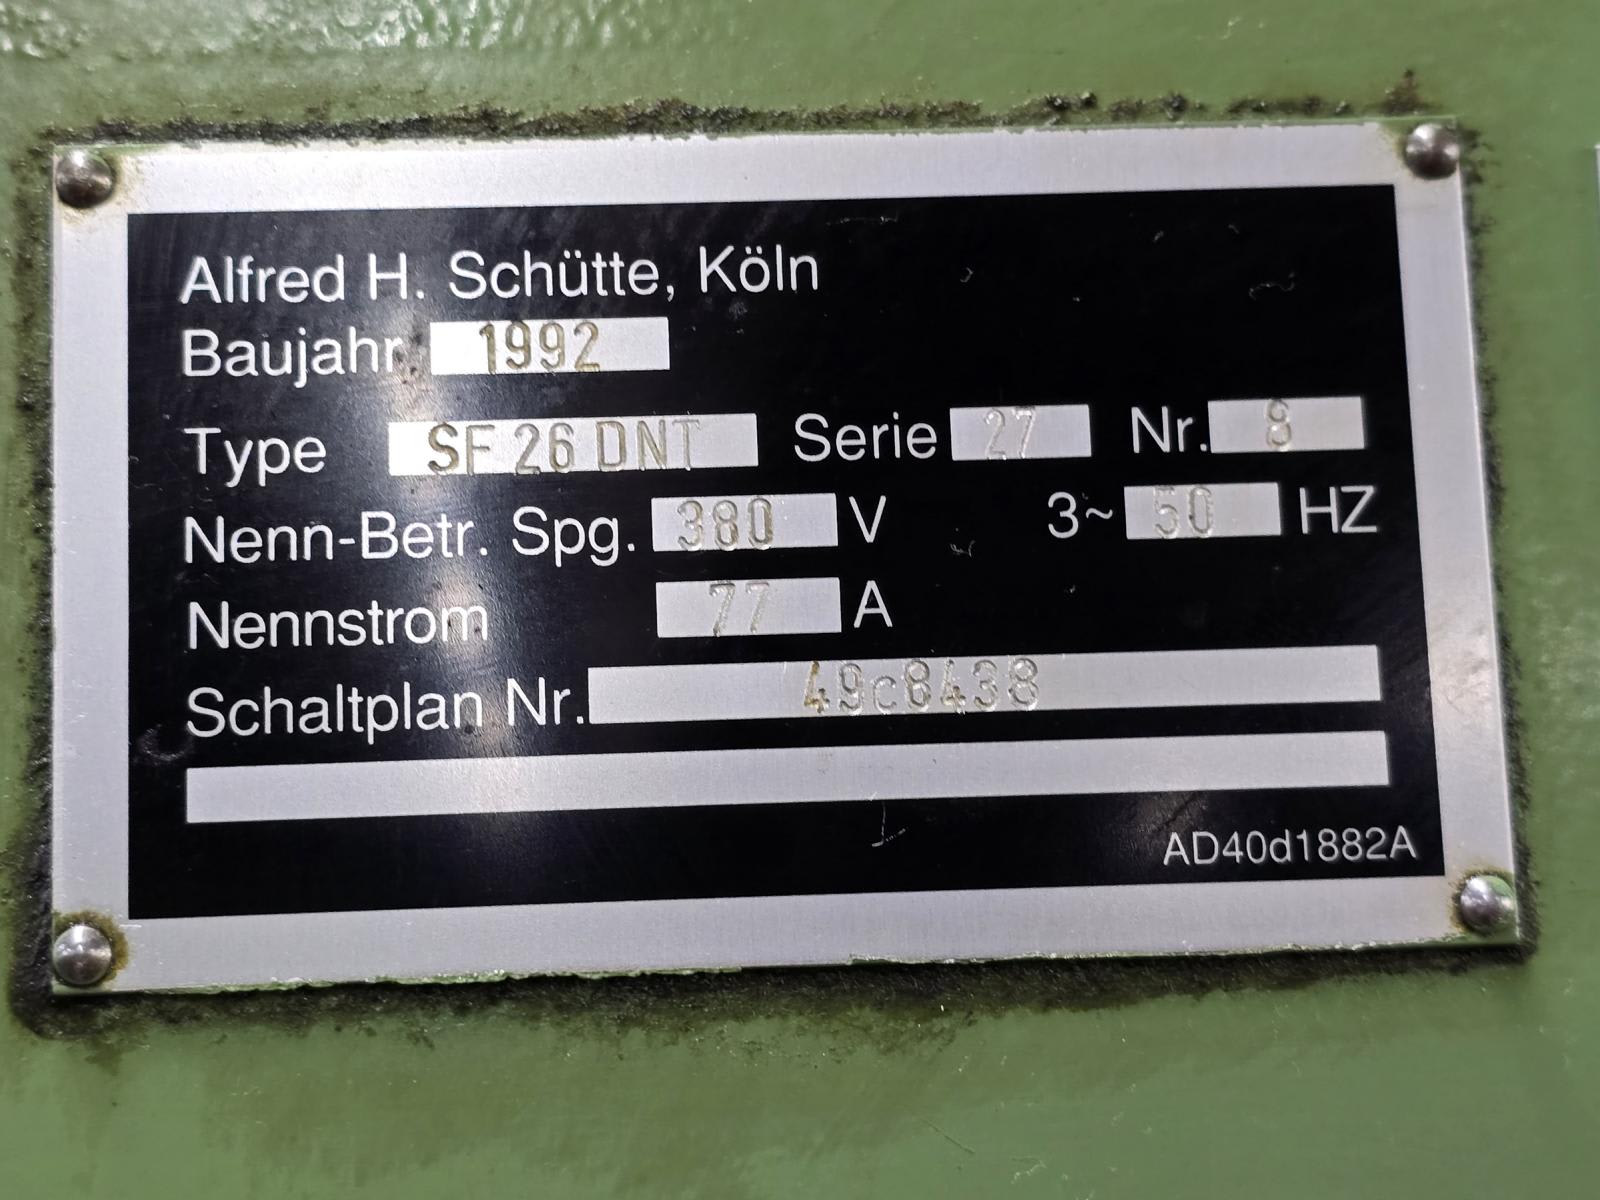 Alfred H. Schütte, Köln
Baujahr 1992
Type SF 26 DNT Serie 27 Nr. 8
Nenn-Betr. Spg. 380 V 3~ 50 HZ
Nennstrom 77 A
Schaltplan Nr. 49c8438
AD40d1882A